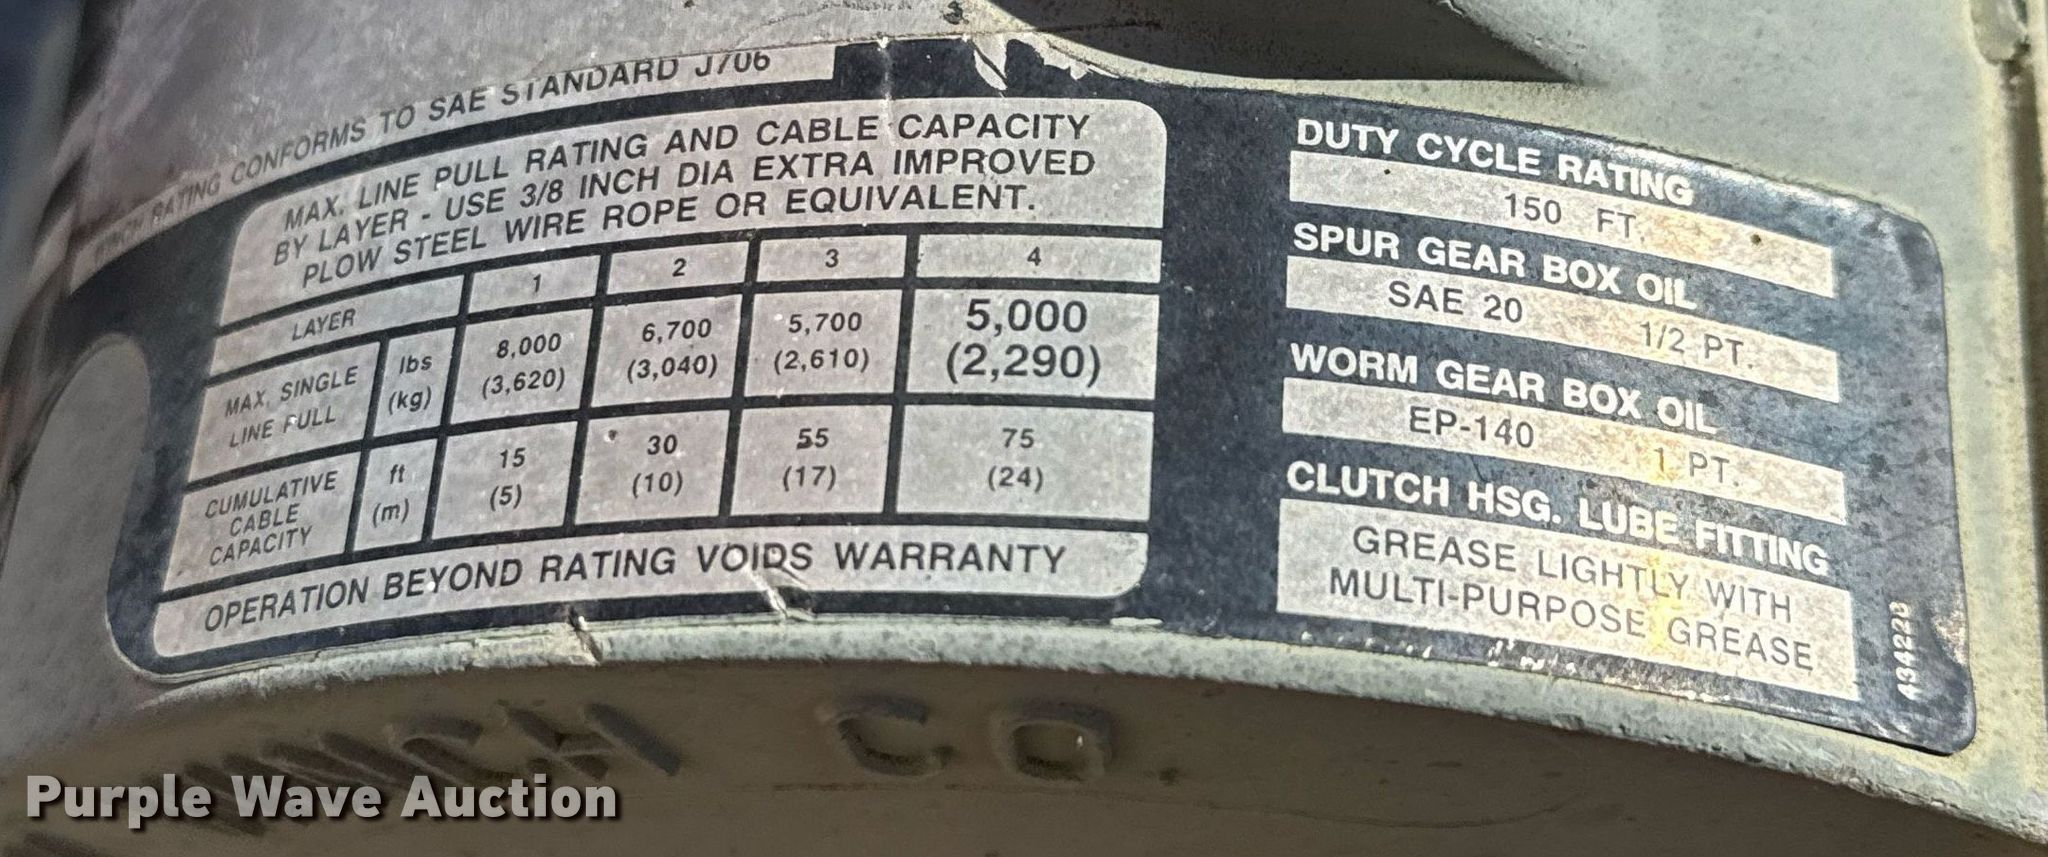 WINCH RATING CONFORMS TO SAE STANDARD J706
MAX. LINE PULL RATING AND CABLE CAPACITY
BY LAYER - USE 3/8 INCH DIA EXTRA IMPROVED
PLOW STEEL WIRE ROPE OR EQUIVALENT.
LAYER 1 2 3 4
MAX. SINGLE LINE PULL lbs 8,000 6,700 5,700 5,000
(kg) (3,620) (3,040) (2,610) (2,290)
CUMULATIVE CABLE CAPACITY ft 15 30 55 75
(m) (5) (10) (17) (24)
OPERATION BEYOND RATING VOIDS WARRANTY
DUTY CYCLE RATING
150 FT.
SPUR GEAR BOX OIL
SAE 20 1/2 PT.
WORM GEAR BOX OIL
EP-140 1 PT.
CLUTCH HSG. LUBE FITTING
GREASE LIGHTLY WITH
MULTI-PURPOSE GREASE
WINCH CO.
Purple Wave Auction